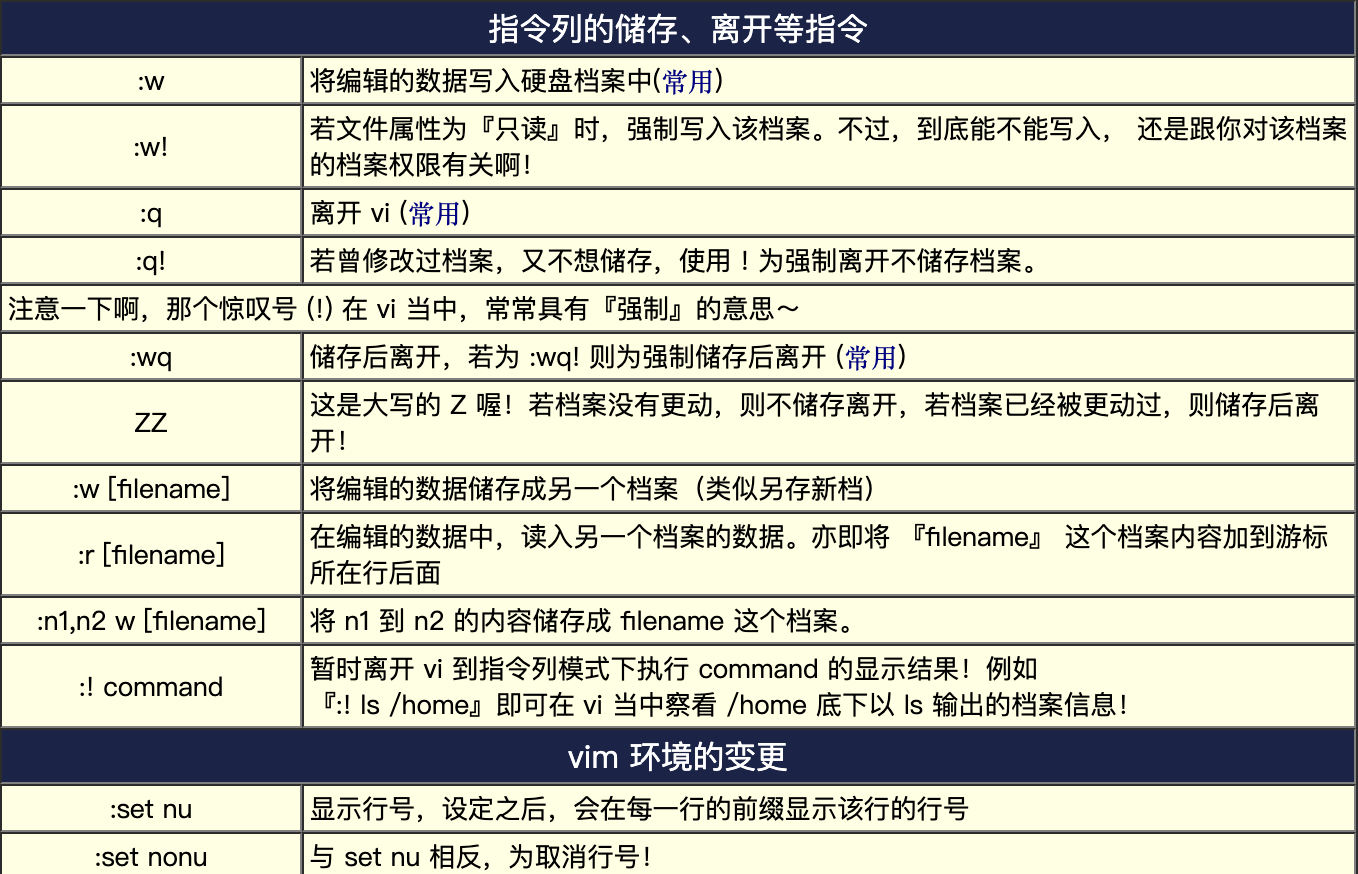 指令列的储存、离开等指令
:w
将编辑的数据写入硬盘档案中(常用)
:w!
若文件属性为『只读』时，强制写入该档案。不过，到底能不能写入， 还是跟你对该档案
的档案权限有关啊！
:q
离开 vi (常用)
:q!
若曾修改过档案，又不想储存，使用 ! 为强制离开不储存档案。
注意一下啊，那个惊叹号 (!) 在 vi 当中，常常具有『强制』的意思～
:wq
储存后离开，若为 :wq! 则为强制储存后离开 (常用)
ZZ
这是大写的 Z 喔！若档案没有更动，则不储存离开，若档案已经被更动过，则储存后离
开！
:w [filename]
将编辑的数据储存成另一个档案（类似另存新档）
:r [filename]
在编辑的数据中，读入另一个档案的数据。亦即将 『filename』 这个档案内容加到游标
所在行后面
:n1,n2 w [filename]
将 n1 到 n2 的内容储存成 filename 这个档案。
:! command
暂时离开 vi 到指令列模式下执行 command 的显示结果！例如
『:! ls /home』即可在 vi 当中察看 /home 底下以 ls 输出的档案信息！
vim 环境的变更
:set nu
显示行号，设定之后，会在每一行的前缀显示该行的行号
:set nonu
与 set nu 相反，为取消行号！